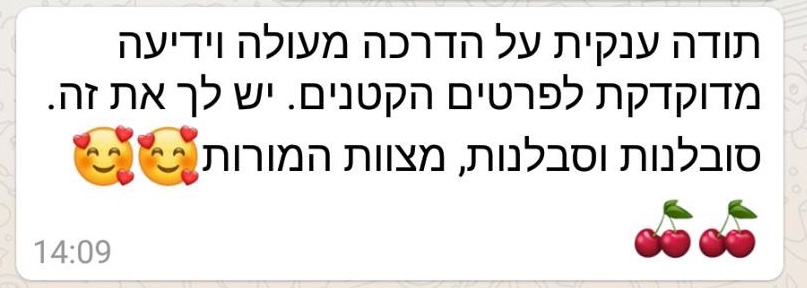 תודה ענקית על הדרכה מעולה וידיעה
מדוקדקת לפרטים הקטנים. יש לך את זה.
סובלנות וסבלנות, מצוות המורות🥰🥰
🍒🍒
14:09